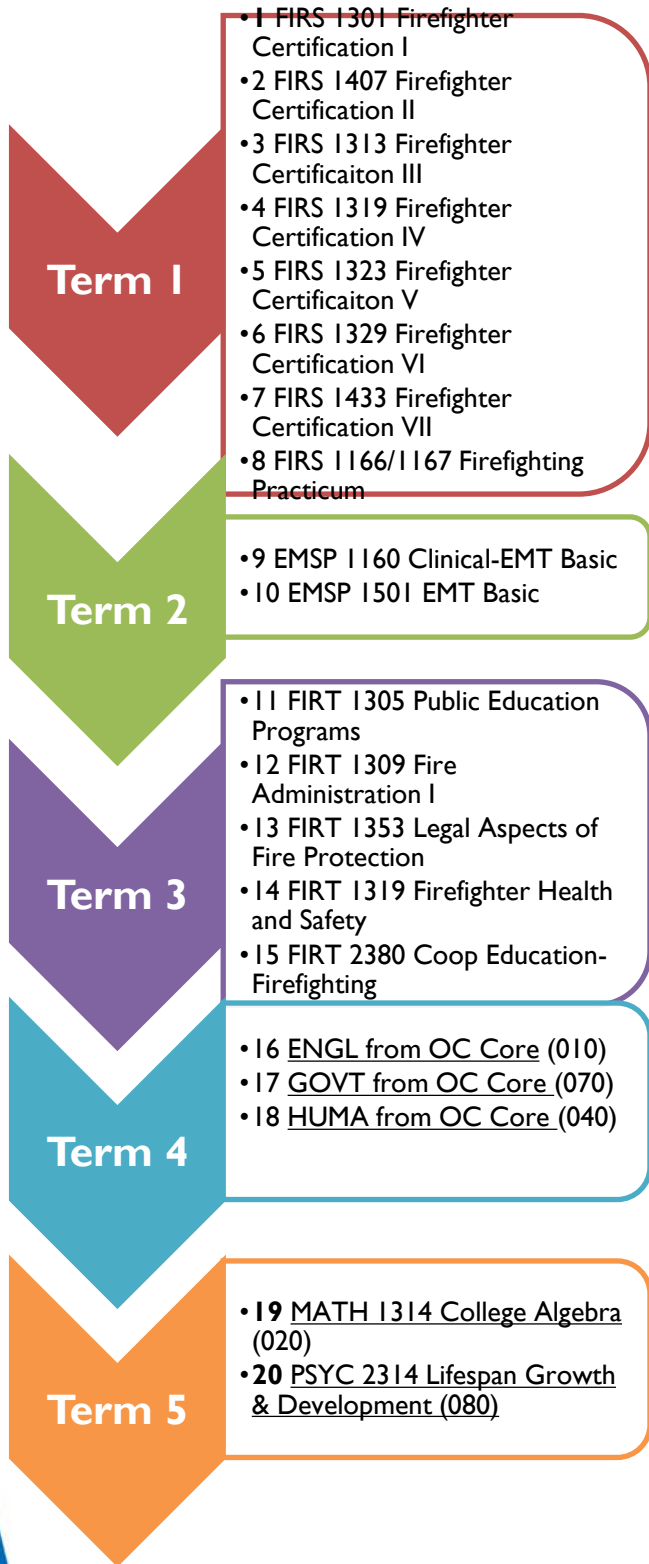 Term 1
•1 FIRS 1301 Firefighter
Certification I
•2 FIRS 1407 Firefighter
Certification II
•3 FIRS 1313 Firefighter
Certificaiton III
•4 FIRS 1319 Firefighter
Certification IV
•5 FIRS 1323 Firefighter
Certificaiton V
•6 FIRS 1329 Firefighter
Certification VI
•7 FIRS 1433 Firefighter
Certification VII
•8 FIRS 1166/1167 Firefighting
Practicum
Term 2
•9 EMSP 1160 Clinical-EMT Basic
•10 EMSP 1501 EMT Basic
Term 3
•11 FIRT 1305 Public Education
Programs
•12 FIRT 1309 Fire
Administration I
•13 FIRT 1353 Legal Aspects of
Fire Protection
•14 FIRT 1319 Firefighter Health
and Safety
•15 FIRT 2380 Coop Education-
Firefighting
Term 4
•16 ENGL from OC Core (010)
•17 GOVT from OC Core (070)
•18 HUMA from OC Core (040)
Term 5
•19 MATH 1314 College Algebra
(020)
•20 PSYC 2314 Lifespan Growth
& Development (080)